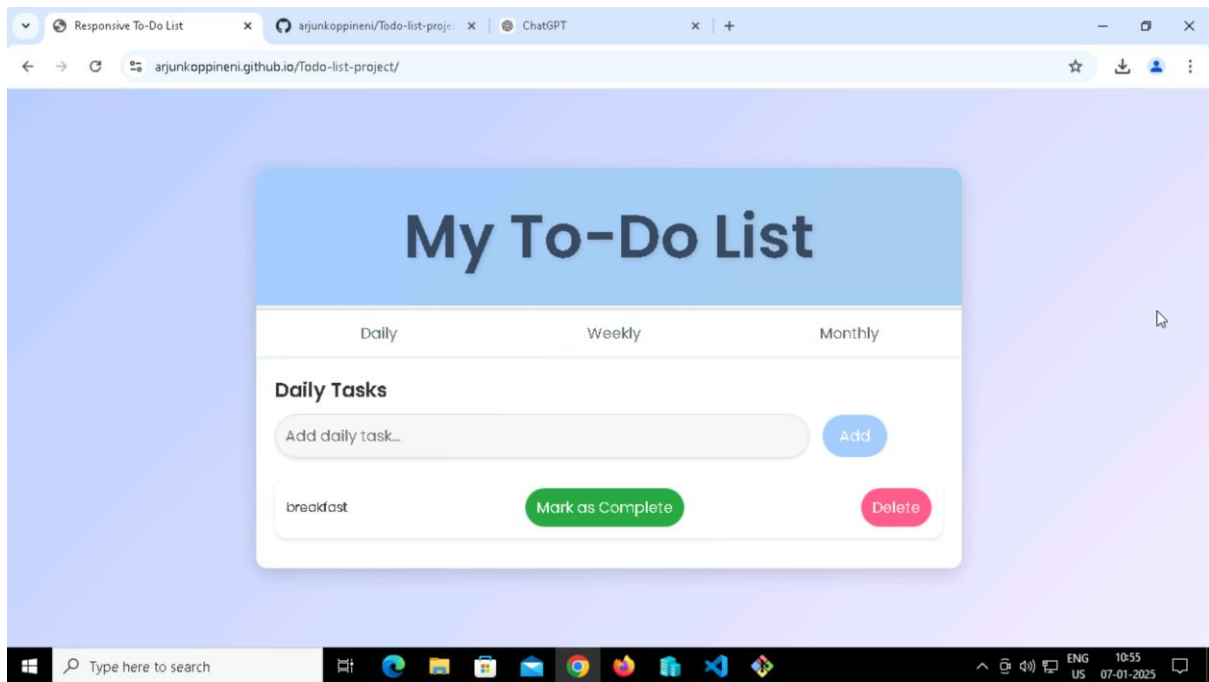 Responsive To-Do List
arjunkoppineni/Todo-list-proje
ChatGPT
arjunkoppineni.github.io/Todo-list-project/
My To-Do List
Daily Weekly Monthly
Daily Tasks
Add daily task...
Add
breakfast Mark as Complete Delete
Type here to search
ENG 10:55
US 07-01-2025